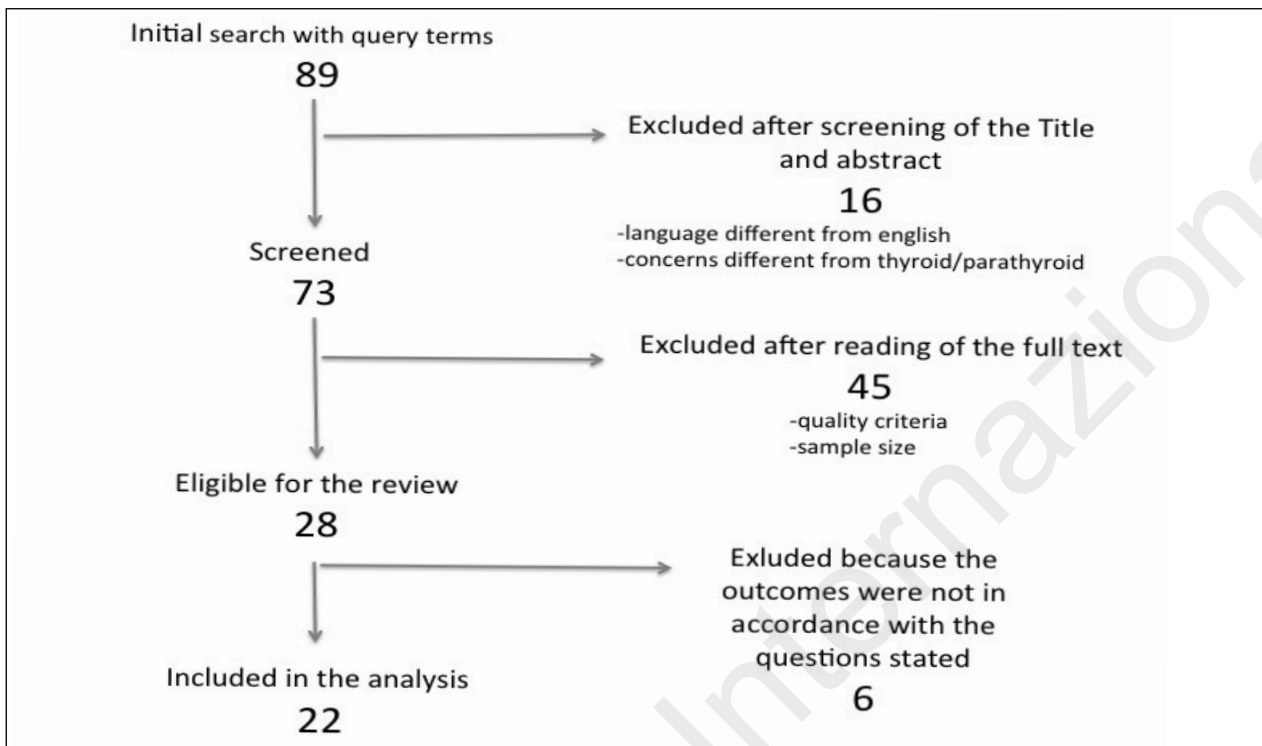 Initial search with query terms
89
Excluded after screening of the Title
and abstract
16
-language different from english
-concerns different from thyroid/parathyroid
Screened
73
Excluded after reading of the full text
45
-quality criteria
-sample size
Eligible for the review
28
Exluded because the
outcomes were not in
accordance with the
questions stated
6
Included in the analysis
22
Internazional